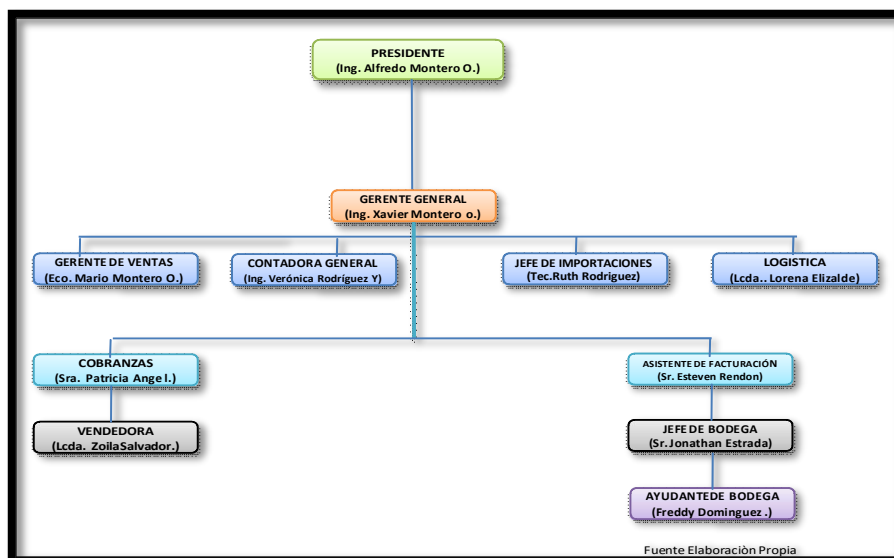 PRESIDENTE
(Ing. Alfredo Montero O.)
GERENTE GENERAL
(Ing. Xavier Montero o.)
GERENTE DE VENTAS
(Eco. Mario Montero O.)
CONTADORA GENERAL
(Ing. Verónica Rodríguez Y)
JEFE DE IMPORTACIONES
(Tec.Ruth Rodriguez)
LOGISTICA
(Lcda.. Lorena Elizalde)
COBRANZAS
(Sra. Patricia Ange l.)
ASISTENTE DE FACTURACIÓN
(Sr. Esteven Rendon)
VENDEDORA
(Lcda. ZoilaSalvador.)
JEFE DE BODEGA
(Sr. Jonathan Estrada)
AYUDANTEDE BODEGA
(Freddy Dominguez .)
Fuente Elaboraciòn Propia